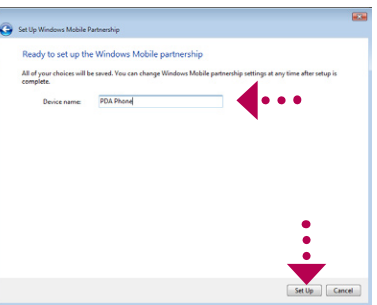 Set Up Windows Mobile Partnership
Ready to set up the Windows Mobile partnership
All of your choices will be saved. You can change Windows Mobile partnership settings at any time after setup is
complete.
Device name: PDA Phone
Set Up Cancel